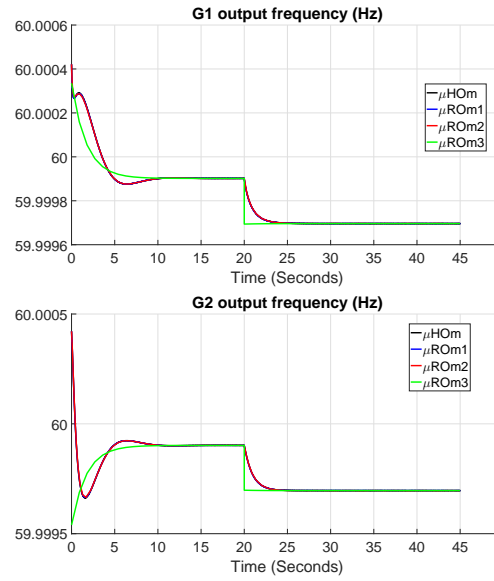 G1 output frequency (Hz)
60.0006
60.0004
60.0002
60
59.9998
59.9996
μHOm
μROm1
μROm2
μROm3
0 5 10 15 20 25 30 35 40 45
Time (Seconds)
G2 output frequency (Hz)
60.0005
60
59.9995
μHOm
μROm1
μROm2
μROm3
0 5 10 15 20 25 30 35 40 45
Time (Seconds)